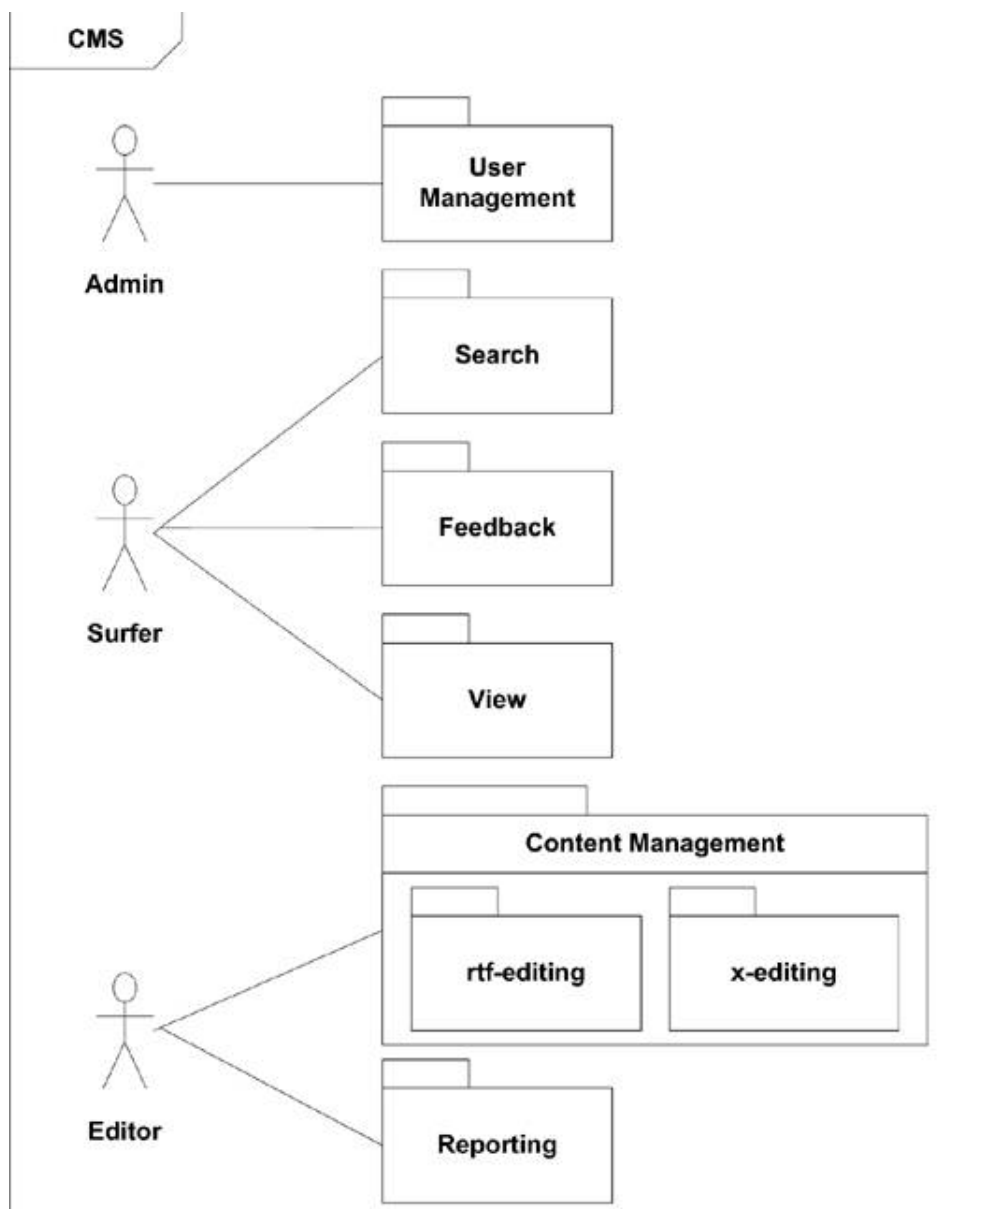 CMS
User
Management
Admin
Search
Feedback
Surfer
View
Content Management
rtf-editing
x-editing
Editor
Reporting